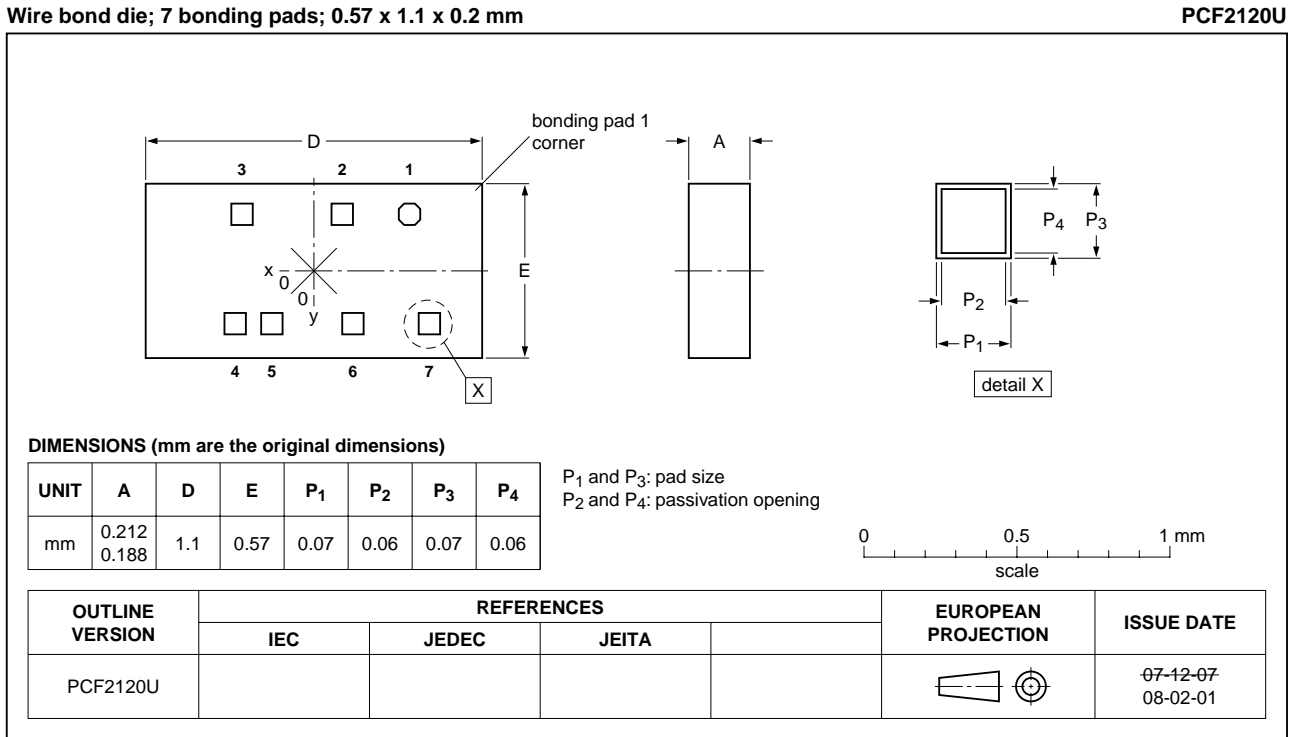 Wire bond die; 7 bonding pads; 0.57 x 1.1 x 0.2 mm PCF2120U
bonding pad 1
corner
D
A
3 2 1
P4 P3
x
0
0
y
E
P2
P1
4 5 6 7
X
detail X
DIMENSIONS (mm are the original dimensions)
UNIT A D E P1 P2 P3 P4
mm 0.212 0.188 1.1 0.57 0.07 0.06 0.07 0.06
P1 and P3: pad size
P2 and P4: passivation opening
0 0.5 1 mm
scale
OUTLINE VERSION REFERENCES EUROPEAN PROJECTION ISSUE DATE
IEC JEDEC JEITA
PCF2120U 07-12-07
08-02-01